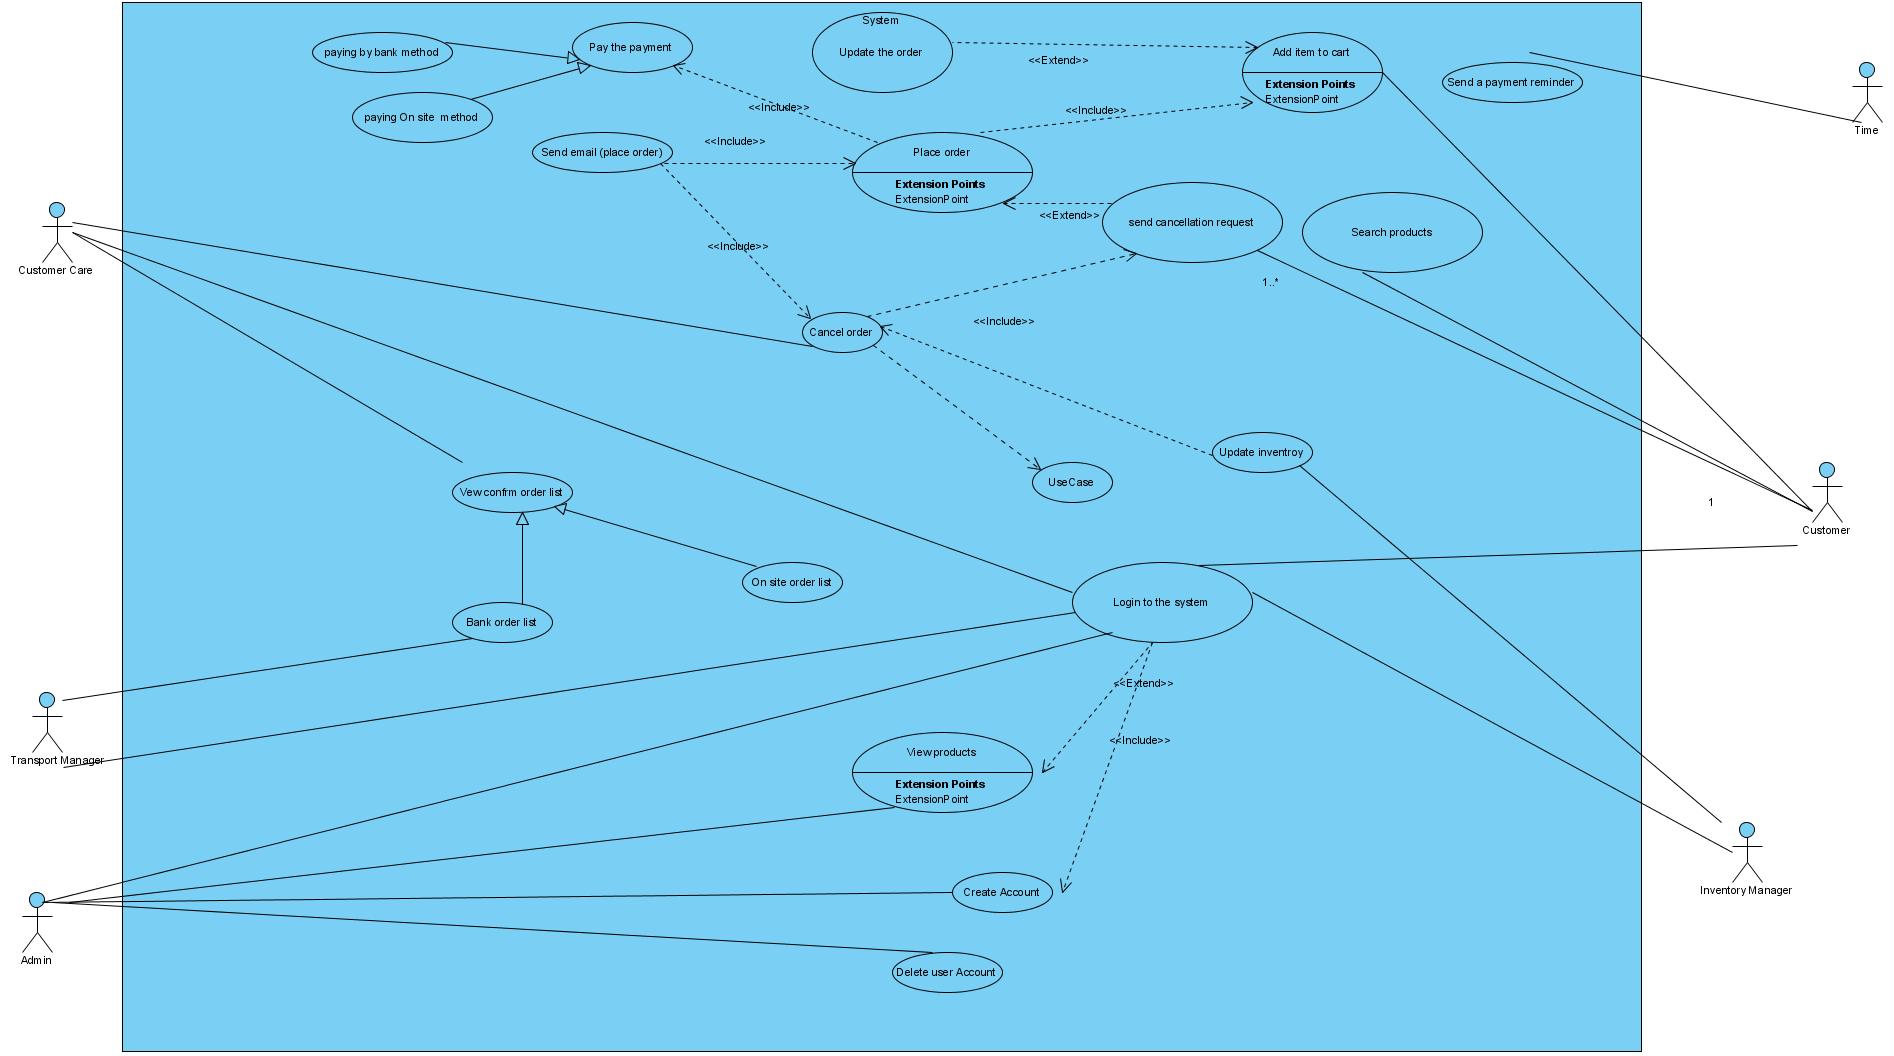 System
paying by bank method
Pay the payment
Update the order
Add item to cart
<<Extend>>
Extension Points
ExtensionPoint
Send a payment reminder
Time
paying On site  method
<<Include>>
<<Include>>
<<Include>>
Send email (place order)
Place order
Extension Points
ExtensionPoint
<<Extend>>
send cancellation request
Search products
<<Include>>
Customer Care
1..*
<<Include>>
Cancel order
Update inventroy
UseCase
Vew confrm order list
1
Customer
On site order list
Login to the system
Bank order list
<<Extend>>
<<Include>>
Transport Manager
View products
Extension Points
ExtensionPoint
Create Account
Inventory Manager
Admin
Delete user Account